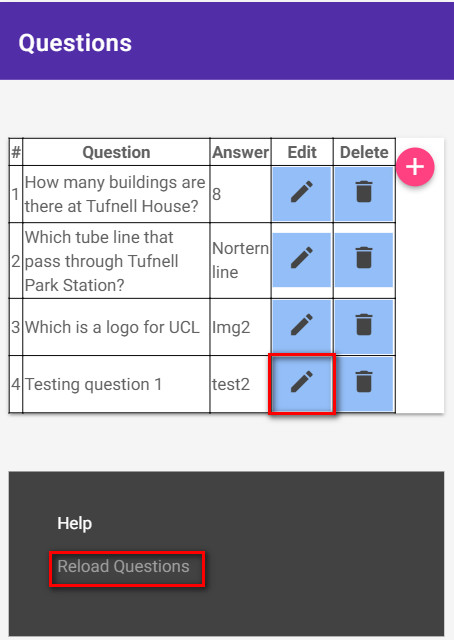 Questions
# Question Answer Edit Delete
1 How many buildings are there at Tufnell House? 8
2 Which tube line that pass through Tufnell Park Station? Nortern line
3 Which is a logo for UCL Img2
4 Testing question 1 test2
Help
Reload Questions